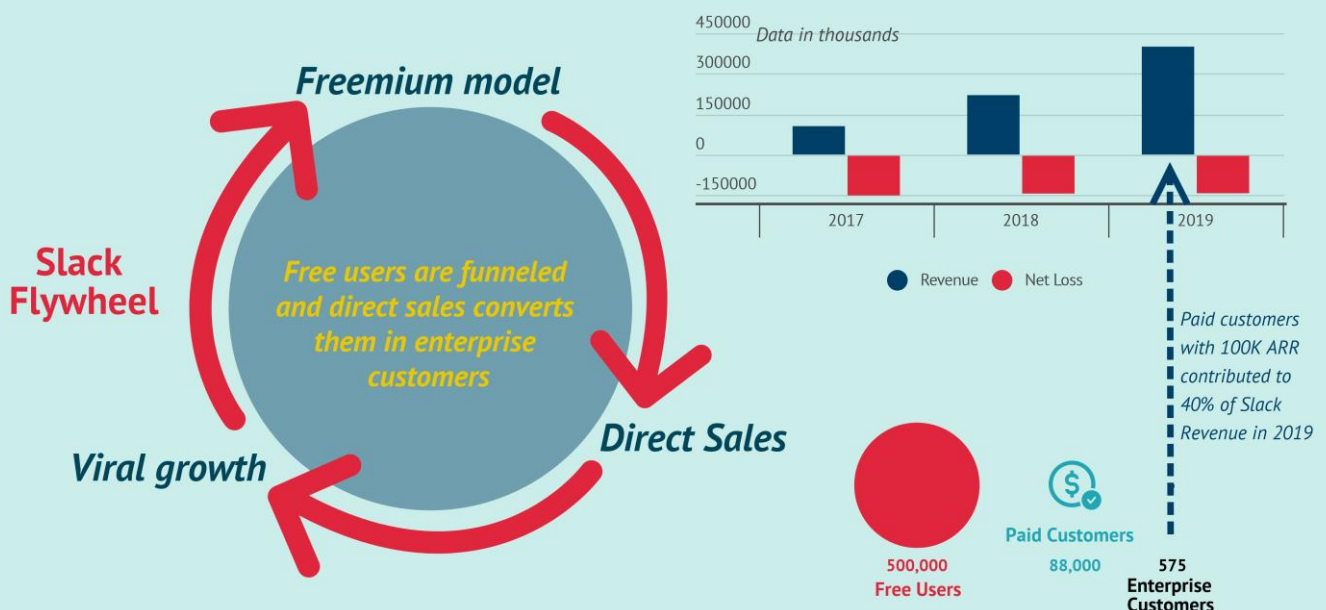 Freemium model
Slack
Flywheel
Free users are funneled
and direct sales converts
them in enterprise
customers
Viral growth
Direct Sales
450000
Data in thousands
300000
150000
0
-150000
2017
2018
2019
Revenue
Net Loss
Paid customers
with 100K ARR
contributed to
40% of Slack
Revenue in 2019
$
Paid Customers
88,000
500,000
Free Users
575
Enterprise
Customers